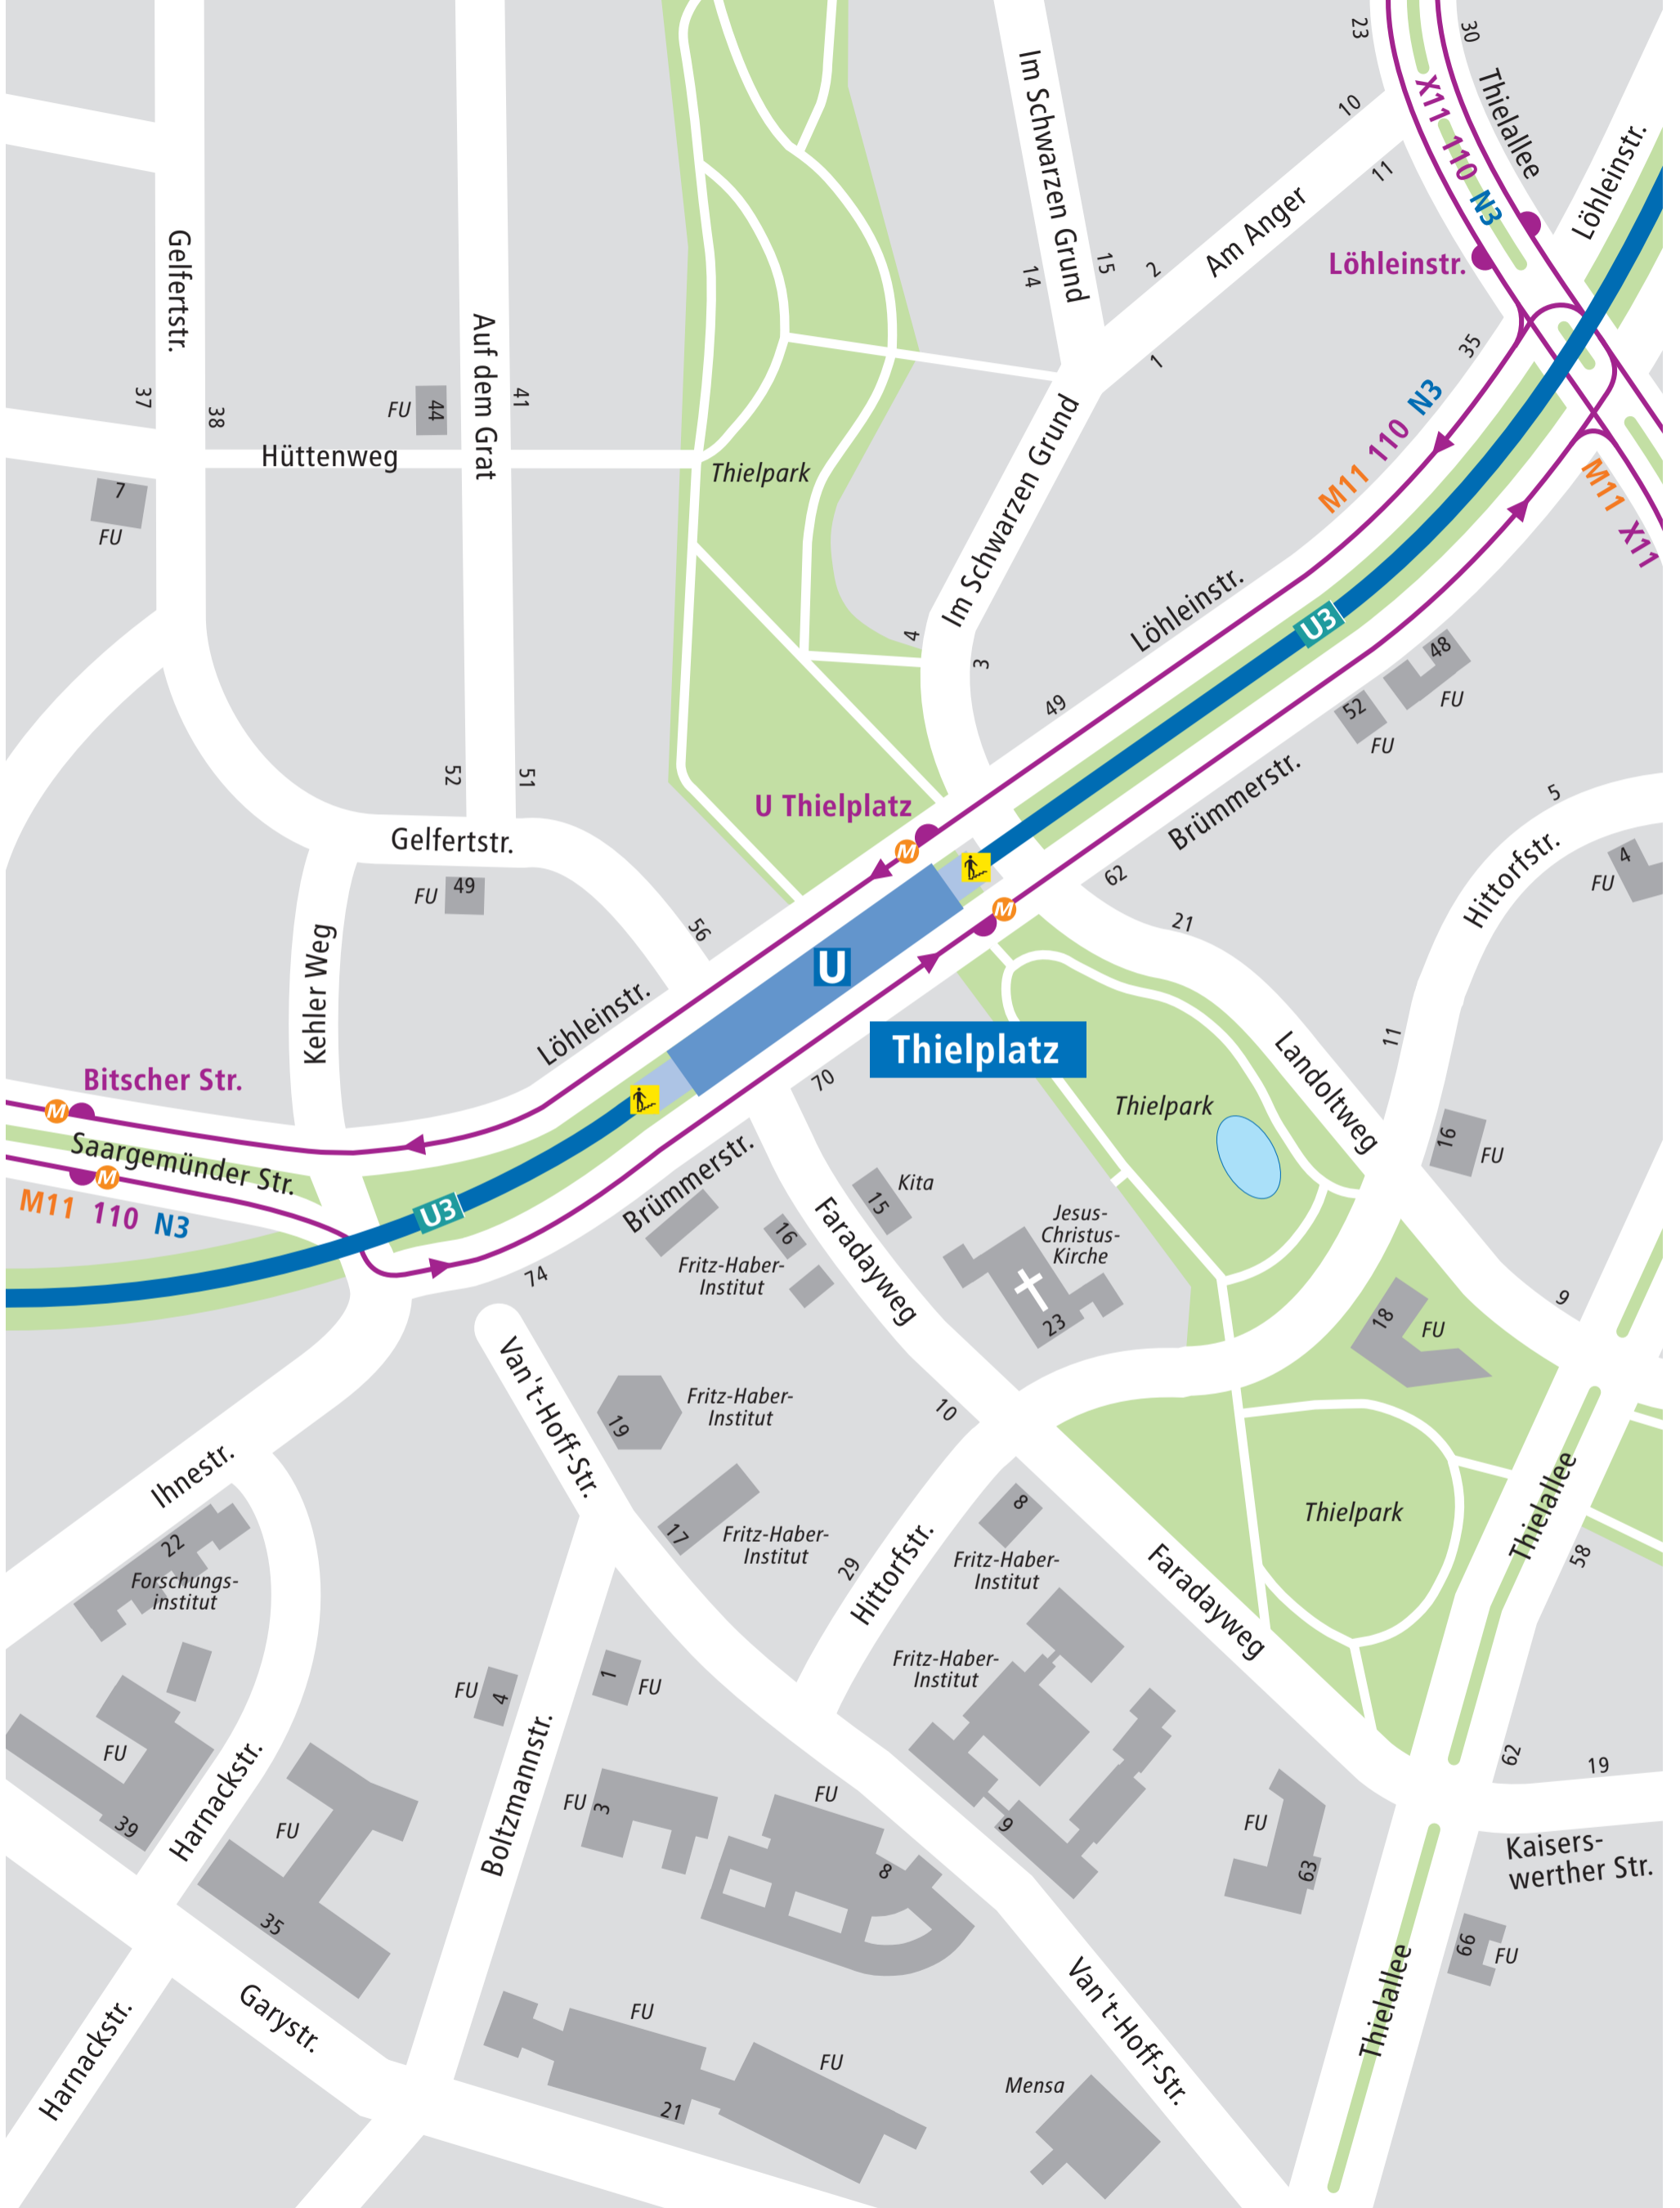 23
30
Thielallee
X11 110 N3
10
11
Im Schwarzen Grund
14
15
2
Am Anger
1
Löhleinstr.
Löhleinstr.
35
M11 110 N3
M11 X11
Gelfertstr.
37
38
Auf dem Grat
41
FU
44
Hüttenweg
7
FU
Thielpark
Im Schwarzen Grund
4
3
Löhleinstr.
49
U3
48
FU
52
FU
Brümmerstr.
52
51
Gelfertstr.
FU
49
56
U Thielplatz
M
M
62
21
5
Hittorfstr.
4
FU
Kehler Weg
Löhleinstr.
U
Thielplatz
70
Landoltweg
11
Thielpark
16
FU
Bitscher Str.
M
Saargemünder Str.
M
M11 110 N3
U3
Brümmerstr.
74
Kita
15
16
Fritz-Haber-
Institut
Faradayweg
Jesus-
Christus-
Kirche
23
18
FU
9
Van't-Hoff-Str.
Fritz-Haber-
Institut
19
10
Ihnestr.
22
Forschungs-
institut
17
Fritz-Haber-
Institut
29
Hittorfstr.
8
Fritz-Haber-
Institut
Thielpark
Thielallee
58
Faradayweg
Fritz-Haber-
Institut
FU
4
1
FU
FU
39
Harnackstr.
FU
35
Boltzmannstr.
FU
3
FU
8
9
FU
63
62
19
Kaisers-
werther Str.
66
FU
Thielallee
Garystr.
Harnackstr.
FU
21
FU
Mensa
Van't-Hoff-Str.